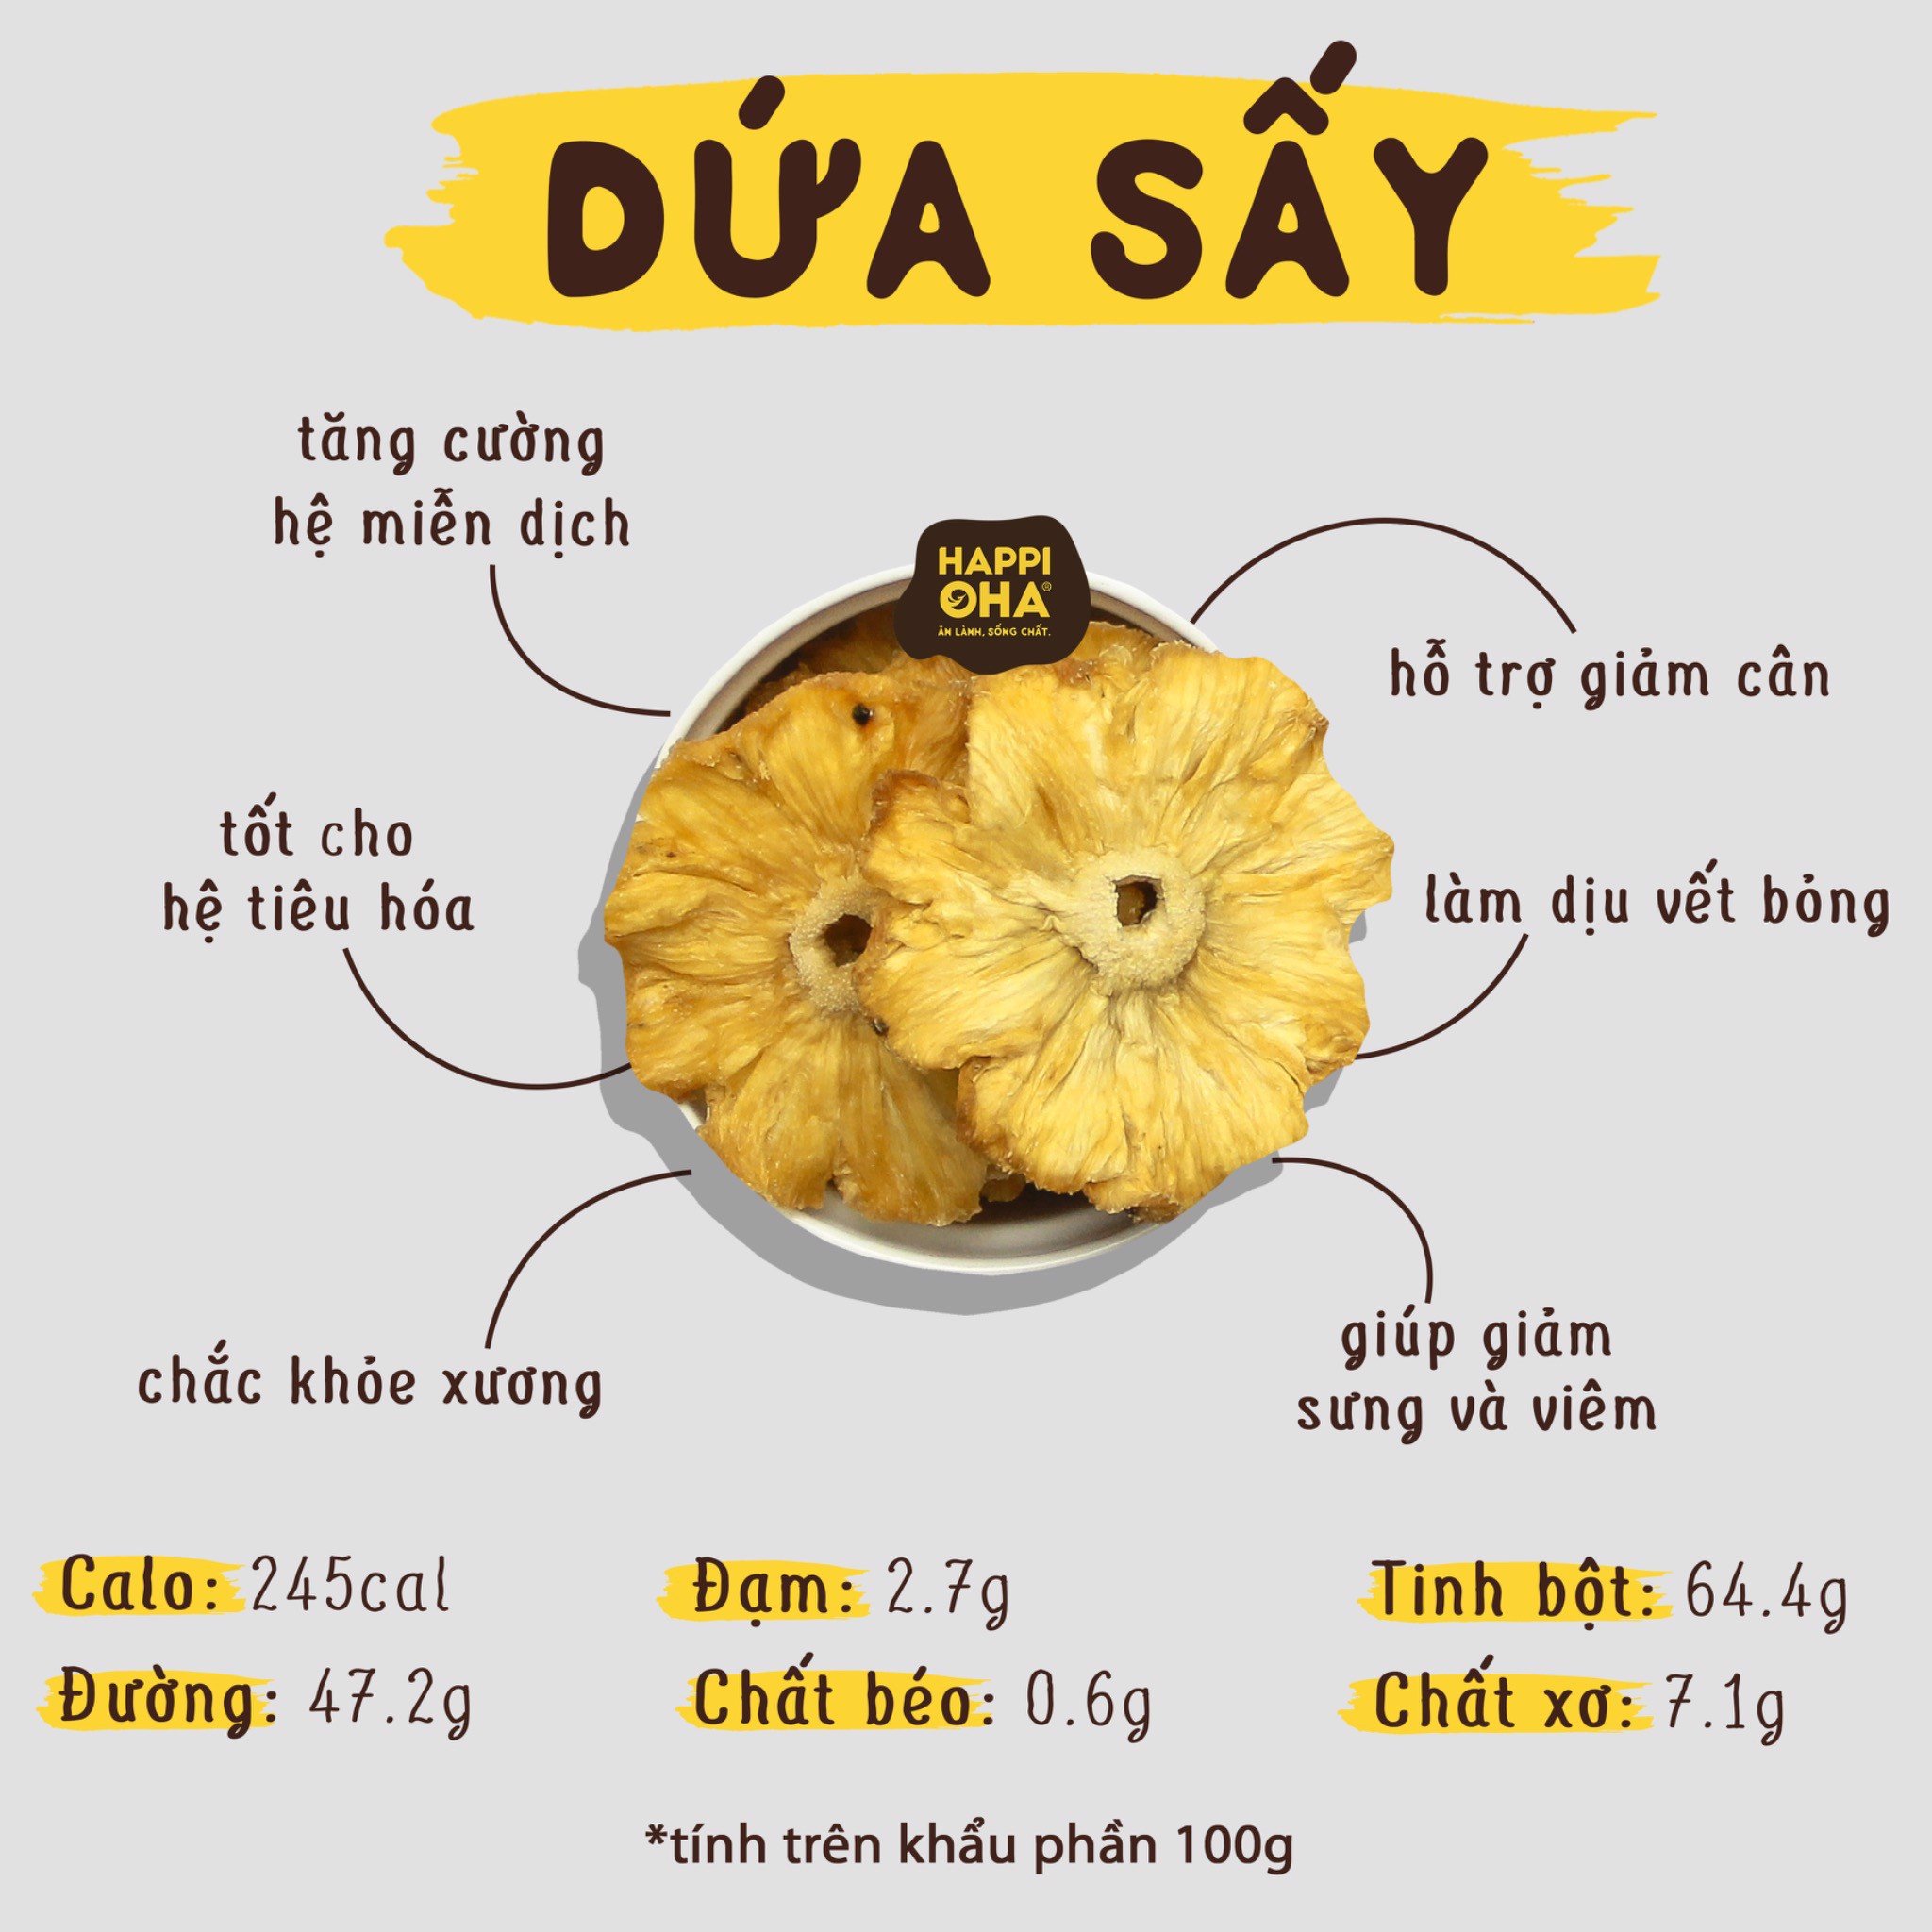 DỨA SẤY
tăng cường
hệ miễn dịch
HAPPI
OHA®
ĂN LÀNH, SỐNG CHẤT.
hỗ trợ giảm cân
tốt cho
hệ tiêu hóa
làm dịu vết bỏng
chắc khỏe xương
giúp giảm
sưng và viêm
Calo: 245cal
Đạm: 2.7g
Tinh bột: 64.4g
Đường: 47.2g
Chất béo: 0.6g
Chất xơ: 7.1g
*tính trên khẩu phần 100g